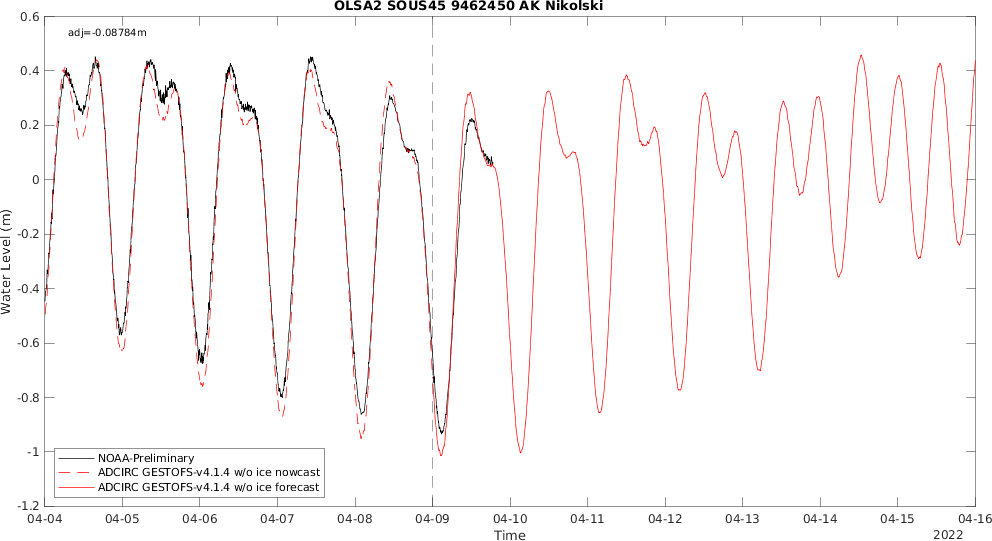 OLSA2 SOUS45 9462450 AK Nikolski
adj=-0.08784m
0.6
0.4
0.2
0
-0.2
-0.4
-0.6
-0.8
-1
-1.2
Water Level (m)
NOAA-Preliminary
ADCIRC GESTOFS-v4.1.4 w/o ice nowcast
ADCIRC GESTOFS-v4.1.4 w/o ice forecast
04-04 04-05 04-06 04-07 04-08 04-09 04-10 04-11 04-12 04-13 04-14 04-15 04-16
Time
2022